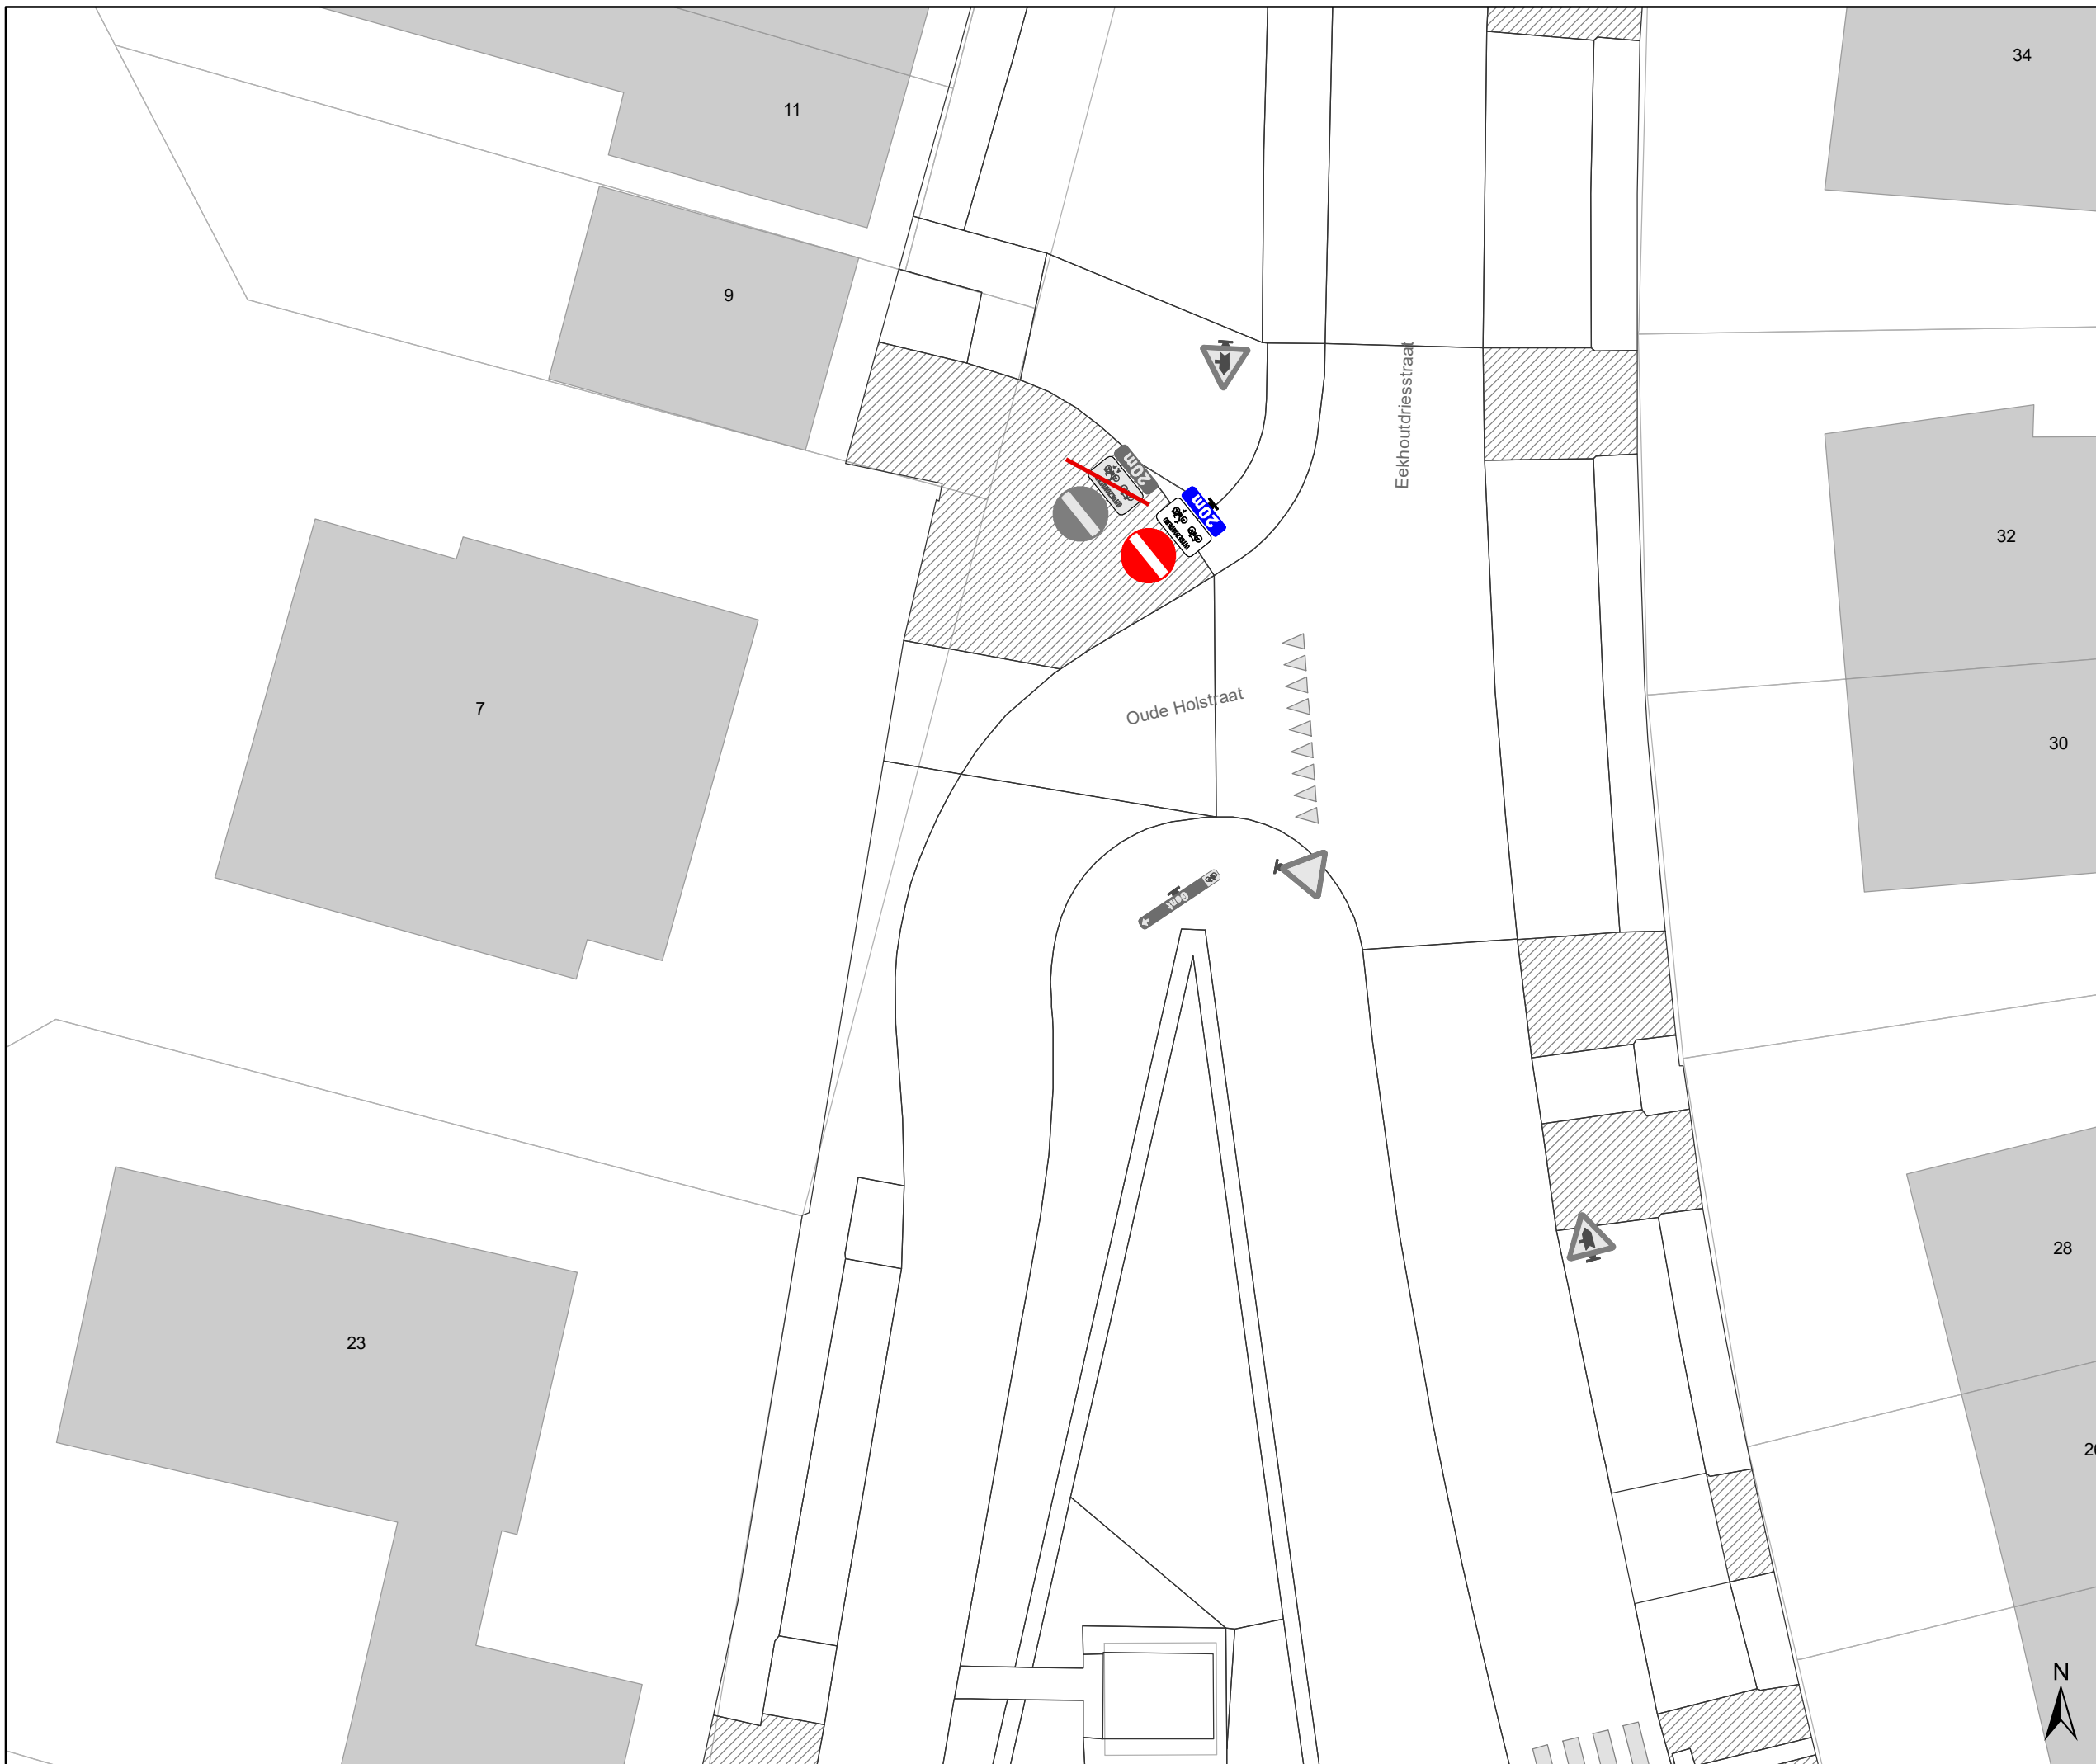 34
11
9
Eekhoutdriesstraat
20m
20m
32
7
Oude Holstraat
30
Gent
28
23
N